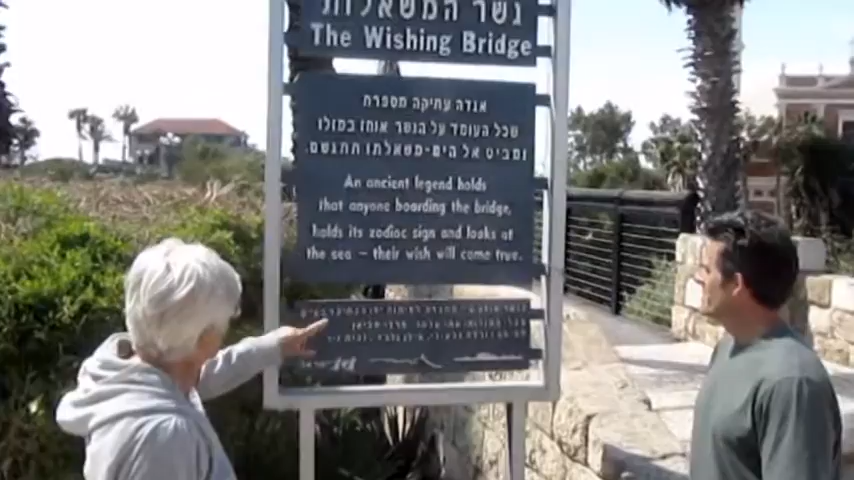 גשר המשאלות
The Wishing Bridge
אגדה עתיקה מספרת
שכל העומד על הגשר אוחז במזלו
ומביט אל הים - משאלתו תתגשם.
An ancient legend holds
that anyone boarding the bridge,
holds its zodiac sign and looks at
the sea – their wish will come true.